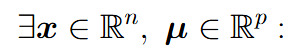 ∃𝒙 ∈ ℝⁿ, 𝝁 ∈ ℝᵖ :